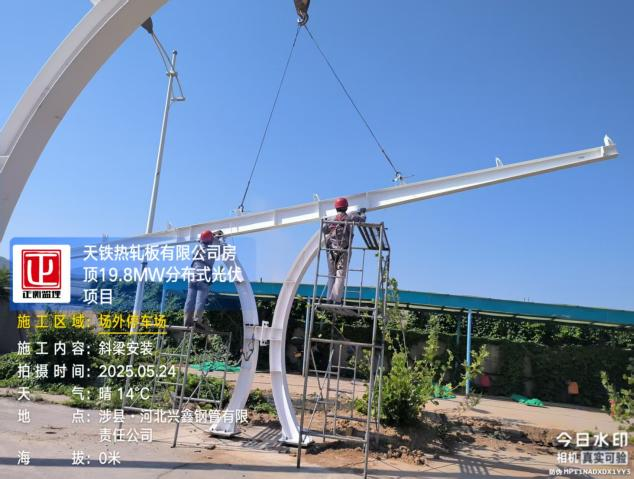 正衡监理
天铁热轧板有限公司房
顶19.8MW分布式光伏
项目
施工区域：场外停车场
施工内容：斜梁安装
拍摄时间：2025.05.24
天气：晴 14℃
地点：涉县·河北兴鑫钢管有限
责任公司
海拔：0米
今日水印
相机 真实可验
防伪 MPT1NADXDX1YY3